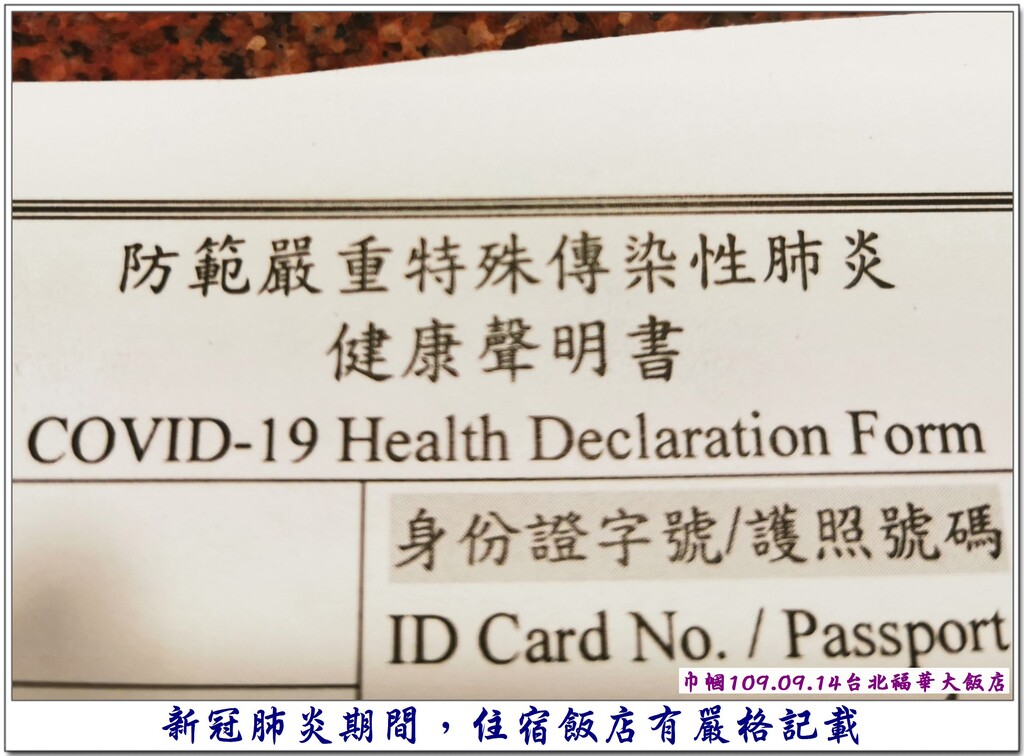 防範嚴重特殊傳染性肺炎
健康聲明書
COVID-19 Health Declaration Form
身份證字號/護照號碼
ID Card No. / Passport
巾幗109.09.14台北福華大飯店
新冠肺炎期間，住宿飯店有嚴格記載